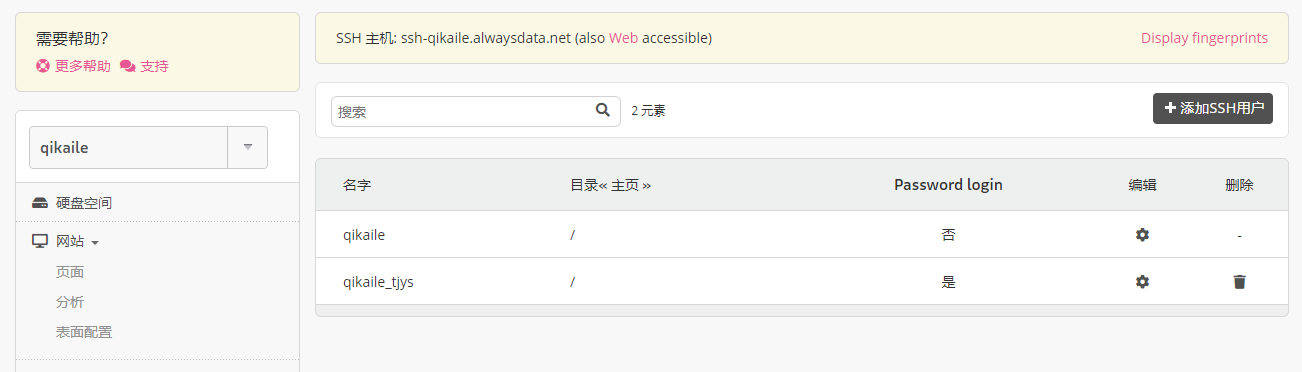 需要帮助?
更多帮助 支持
qikaile
硬盘空间
网站
页面
分析
表面配置
SSH 主机: ssh-qikaile.alwaysdata.net (also Web accessible) Display fingerprints
搜索 2 元素 添加SSH用户
名字 目录« 主页 » Password login 编辑 删除
qikaile / 否 -
qikaile_tjys / 是